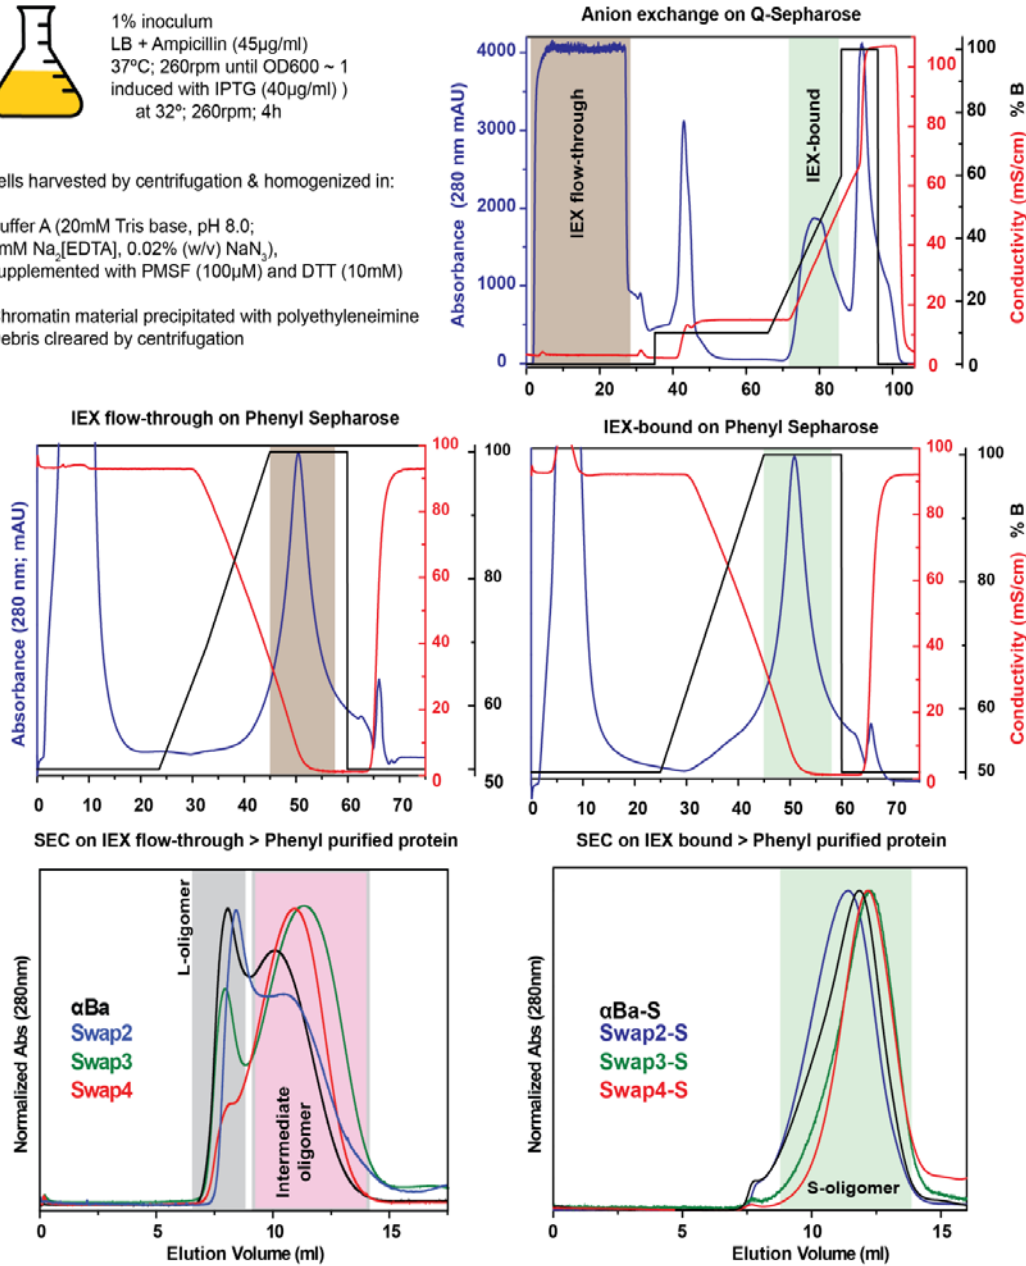 1% inoculum
LB + Ampicillin (45µg/ml)
37ºC; 260rpm until OD600 ~ 1
induced with IPTG (40µg/ml) )
at 32º; 260rpm; 4h
ells harvested by centrifugation & homogenized in:
uffer A (20mM Tris base, pH 8.0;
mM Na2[EDTA], 0.02% (w/v) NaN3),
upplemented with PMSF (100µM) and DTT (10mM)
hromatin material precipitated with polyethyleneimine
ebris clreared by centrifugation
Anion exchange on Q-Sepharose
Absorbance (280 nm mAU)
4000
3000
2000
1000
0
IEX flow-through
IEX-bound
100
80
60
40
20
0
100
80
60
40
20
0
Conductivity (mS/cm) % B
0 20 40 60 80 100
IEX flow-through on Phenyl Sepharose
Absorbance (280 nm; mAU)
100
80
60
40
20
0
100
80
60
50
0 10 20 30 40 50 60 70
IEX-bound on Phenyl Sepharose
100
80
60
40
20
0
100
80
60
50
Conductivity (mS/cm) % B
0 10 20 30 40 50 60 70
SEC on IEX flow-through > Phenyl purified protein
Normalized Abs (280nm)
L-oligomer
αBa
Swap2
Swap3
Swap4
Intermediate
oligomer
0 5 10 15
Elution Volume (ml)
SEC on IEX bound > Phenyl purified protein
Normalized Abs (280nm)
αBa-S
Swap2-S
Swap3-S
Swap4-S
S-oligomer
0 5 10 15
Elution Volume (ml)